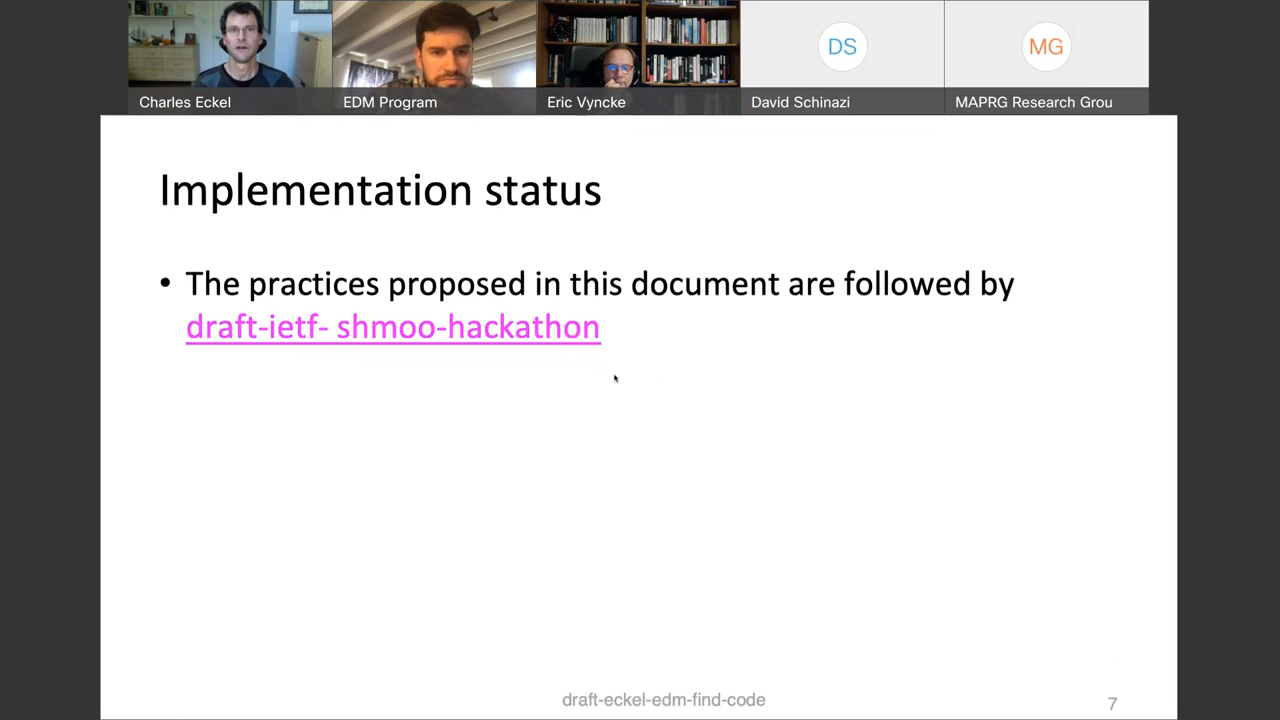 DS
MG
Charles Eckel
EDM Program
Eric Vyncke
David Schinazi
MAPRG Research Grou
Implementation status
• The practices proposed in this document are followed by
draft-ietf- shmoo-hackathon
draft-eckel-edm-find-code
7